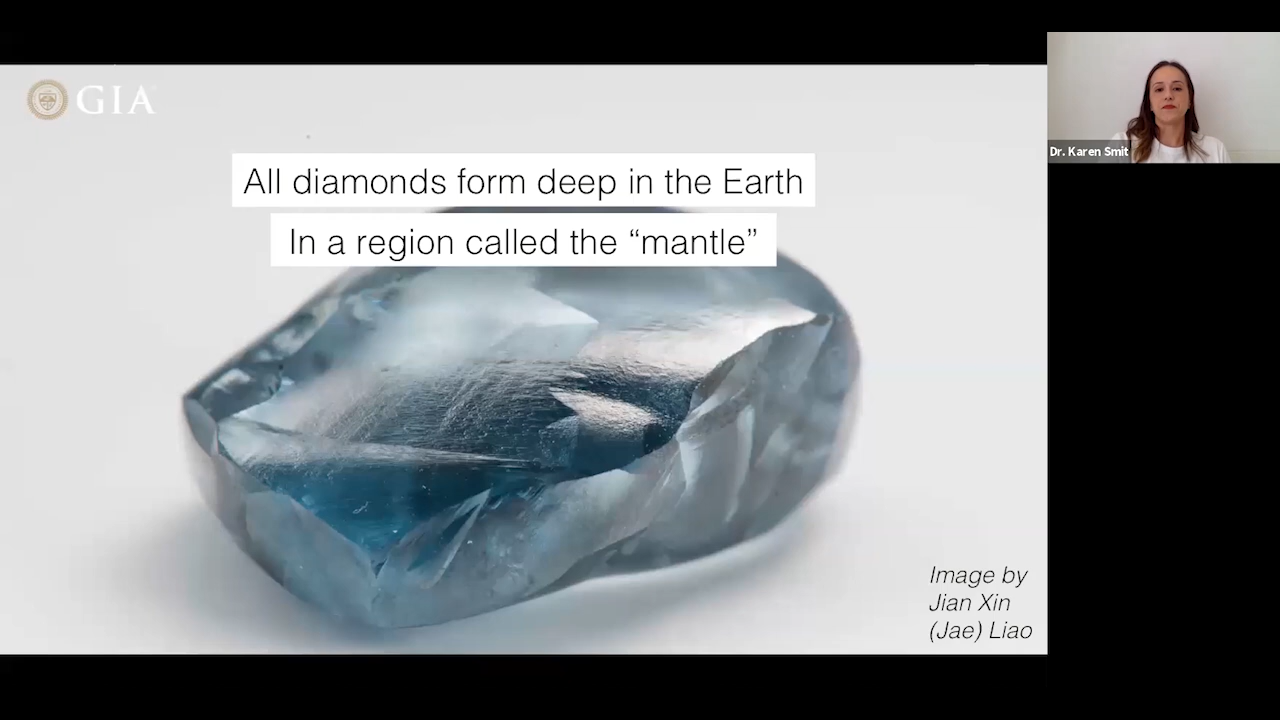 GIA
All diamonds form deep in the Earth
In a region called the “mantle”
Dr. Karen Smit
Image by
Jian Xin
(Jae) Liao